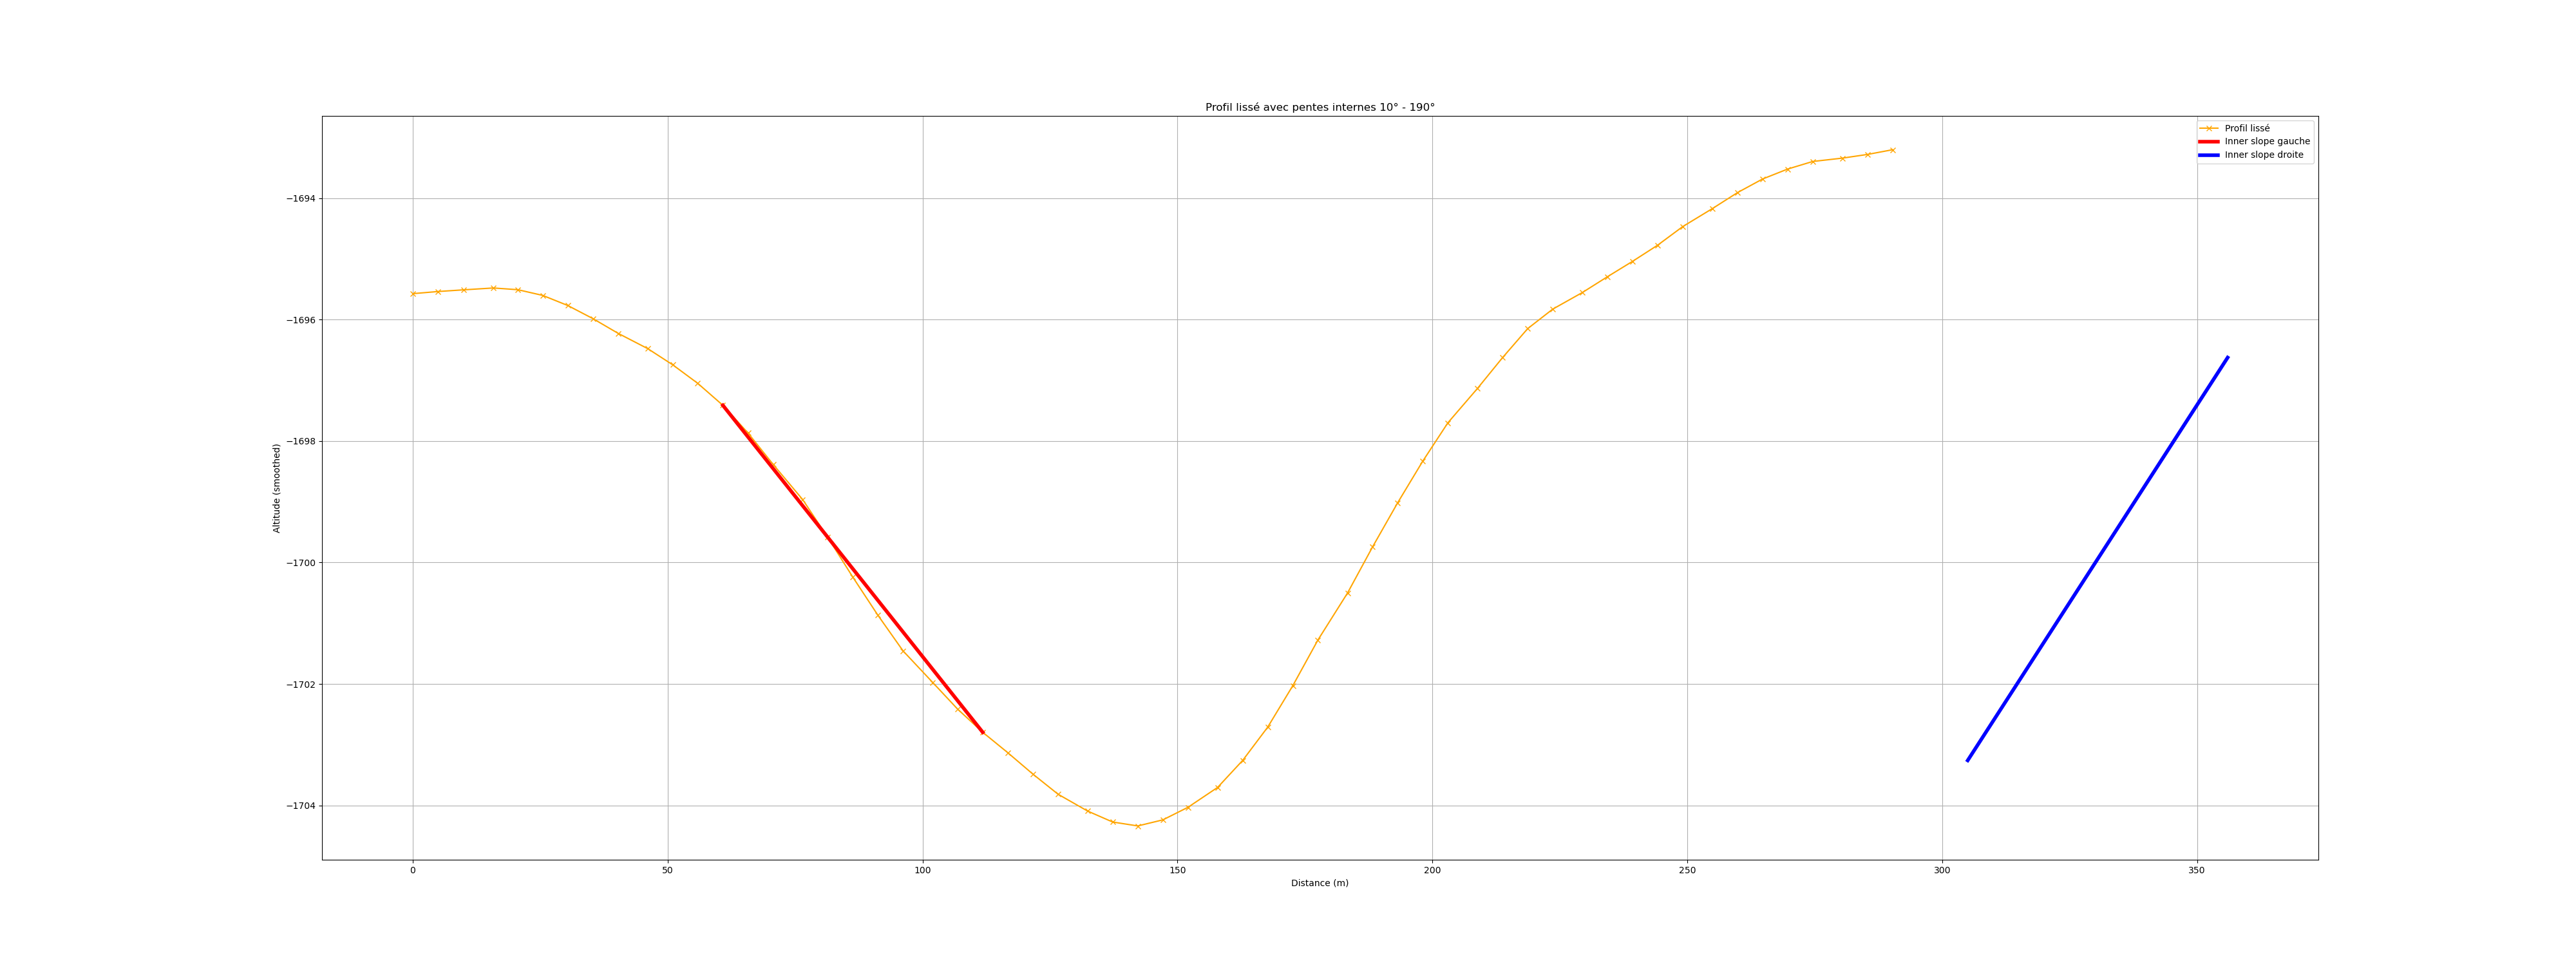 Profil lissé avec pentes internes 10° - 190°
Profil lissé
Inner slope gauche
Inner slope droite
−1694
−1696
−1698
−1700
−1702
−1704
Altitude (smoothed)
0
50
100
150
200
250
300
350
Distance (m)